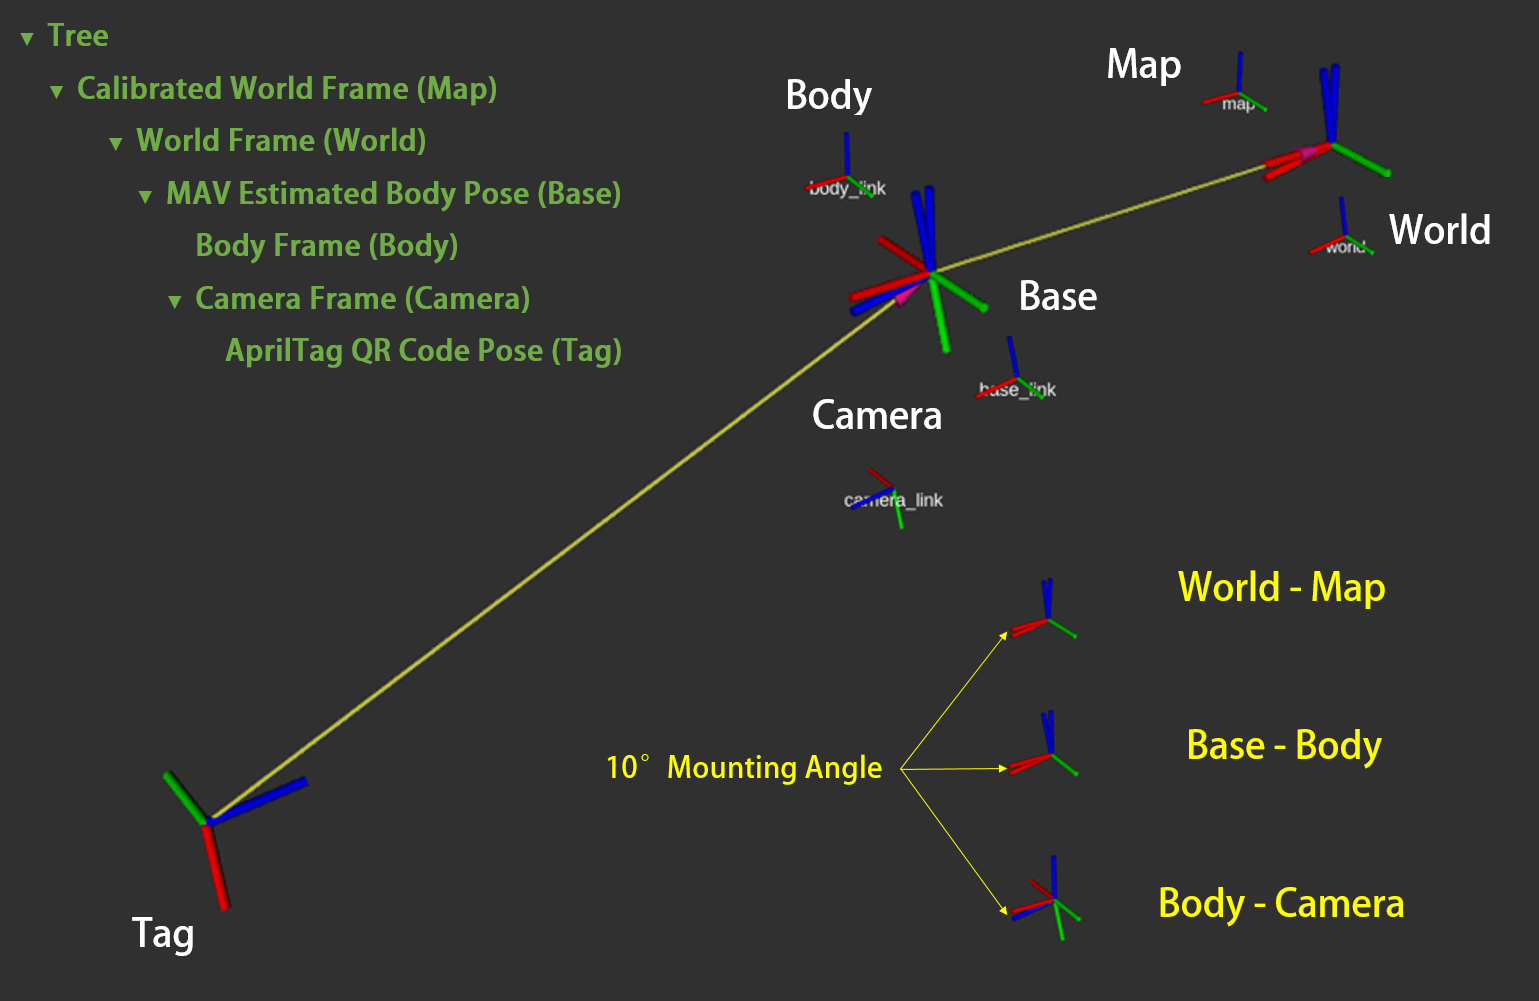 Tree
Calibrated World Frame (Map)
World Frame (World)
MAV Estimated Body Pose (Base)
Body Frame (Body)
Camera Frame (Camera)
AprilTag QR Code Pose (Tag)
Map
map
Body
body_link
World
world
Base
base_link
Camera
camera_link
World - Map
Base - Body
10° Mounting Angle
Body - Camera
Tag